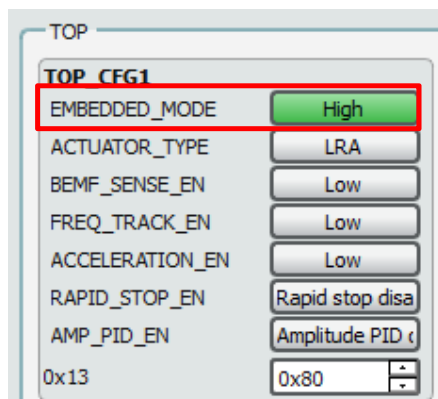 TOP
TOP_CFG1
EMBEDDED_MODE High
ACTUATOR_TYPE LRA
BEMF_SENSE_EN Low
FREQ_TRACK_EN Low
ACCELERATION_EN Low
RAPID_STOP_EN Rapid stop disa
AMP_PID_EN Amplitude PID
0x13 0x80